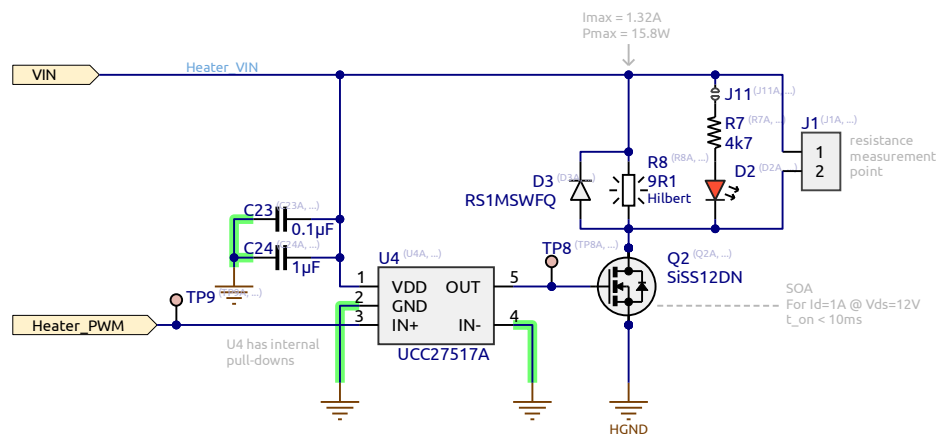 Imax = 1.32A
Pmax = 15.8W
VIN
Heater_VIN
J11 (J11A, ...)
R7 (R7A, ...)
4k7
J1 (J1A, ...)
1
2
resistance
measurement
point
R8 (R8A, ...)
9R1
Hilbert
D3 (D3A, ...)
RS1MSWFQ
D2 (D2A, ...)
C23 (C23A, ...)
0.1µF
C24 (C24A, ...)
1µF
U4 (U4A, ...)
TP8 (TP8A, ...)
Q2 (Q2A, ...)
SiSS12DN
1 VDD OUT 5
2 GND
3 IN+ IN- 4
UCC27517A
TP9 (TP9A, ...)
Heater_PWM
U4 has internal
pull-downs
SOA
For Id=1A @ Vds=12V
t_on < 10ms
HGND